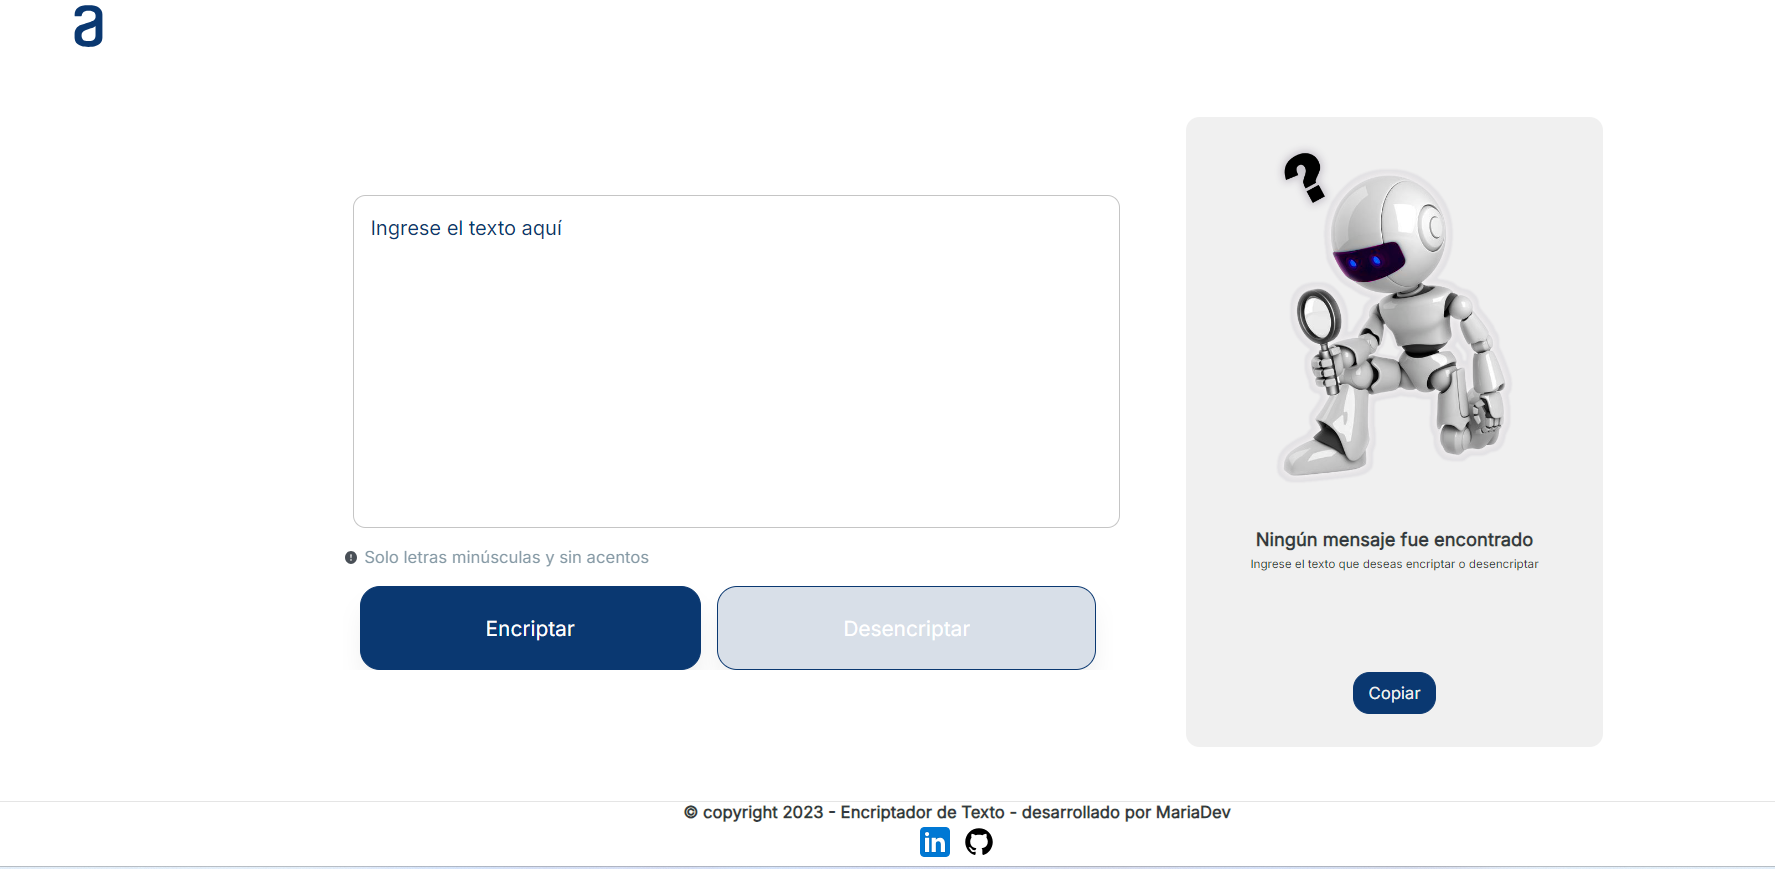 a
Ingrese el texto aquí
Solo letras minúsculas y sin acentos
Encriptar
Desencriptar
?
Ningún mensaje fue encontrado
Ingrese el texto que deseas encriptar o desencriptar
Copiar
© copyright 2023 - Encriptador de Texto - desarrollado por MariaDev
in